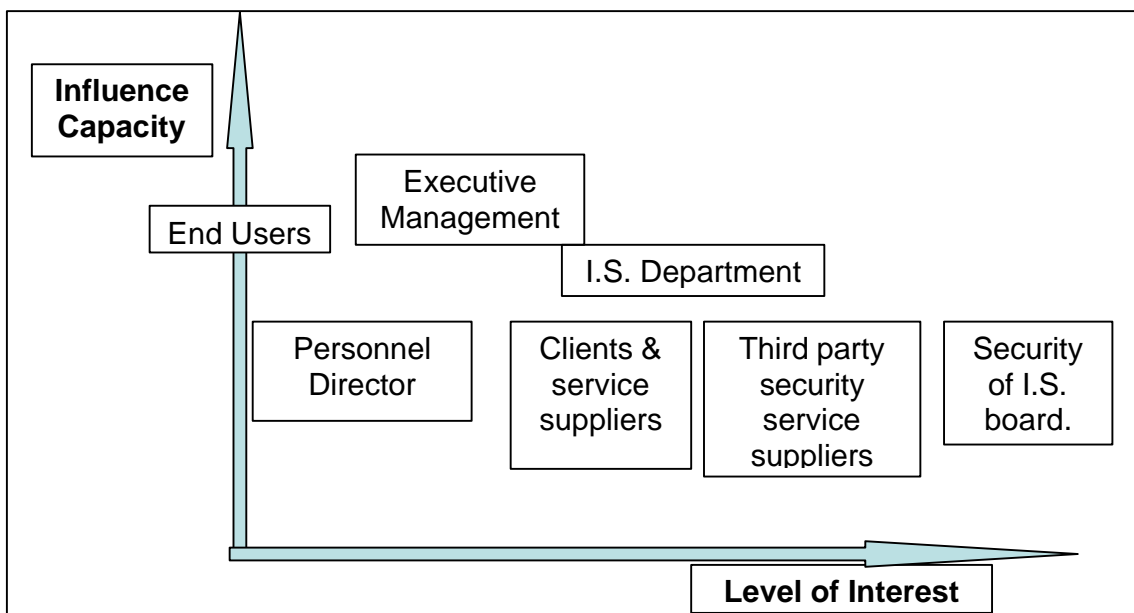 Influence
Capacity
Executive
Management
End Users
I.S. Department
Personnel
Director
Clients &
service
suppliers
Third party
security
service
suppliers
Security
of I.S.
board.
Level of Interest